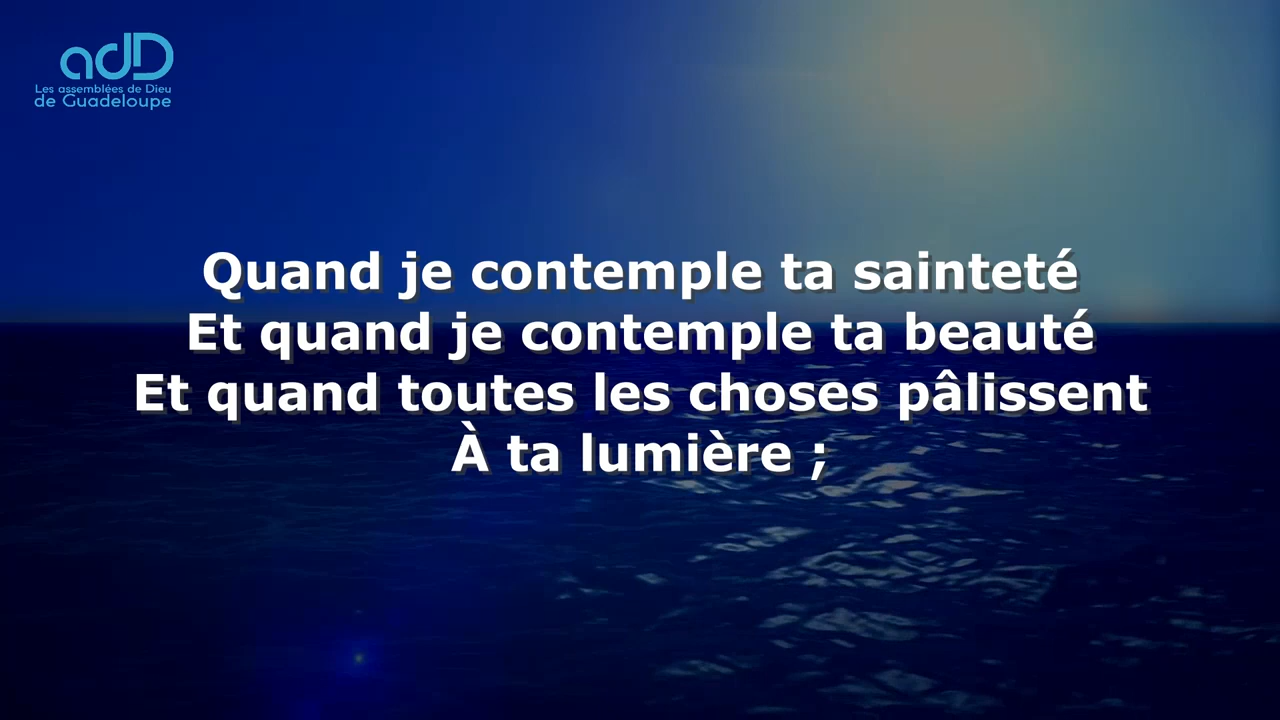 adD
Les assemblées de Dieu
de Guadeloupe
Quand je contemple ta sainteté
Et quand je contemple ta beauté
Et quand toutes les choses pâlissent
À ta lumière ;